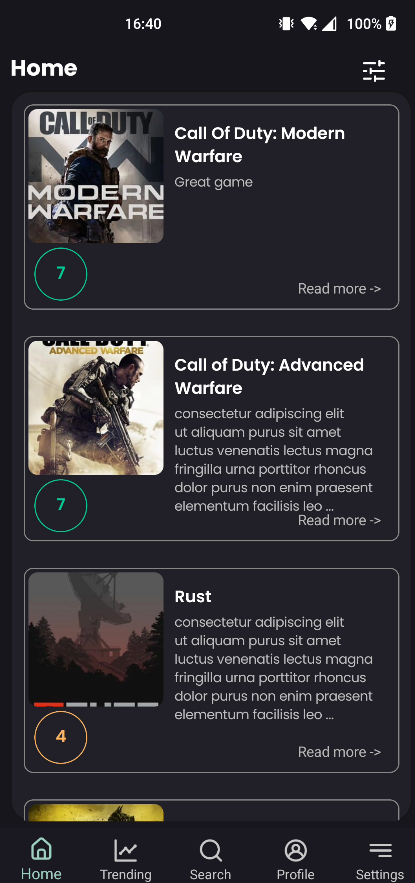 16:40
100%
Home
CALL OF DUTY
MODERN
WARFARE
Call Of Duty: Modern
Warfare
Great game
7
Read more ->
CALL OF DUTY
ADVANCED WARFARE
Call of Duty: Advanced
Warfare
consectetur adipiscing elit
ut aliquam purus sit amet
luctus venenatis lectus magna
fringilla urna porttitor rhoncus
dolor purus non enim praesent
elementum facilisis leo ...
7
Read more ->
Rust
consectetur adipiscing elit
ut aliquam purus sit amet
luctus venenatis lectus magna
fringilla urna porttitor rhoncus
dolor purus non enim praesent
elementum facilisis leo ...
4
Read more ->
Home
Trending
Search
Profile
Settings